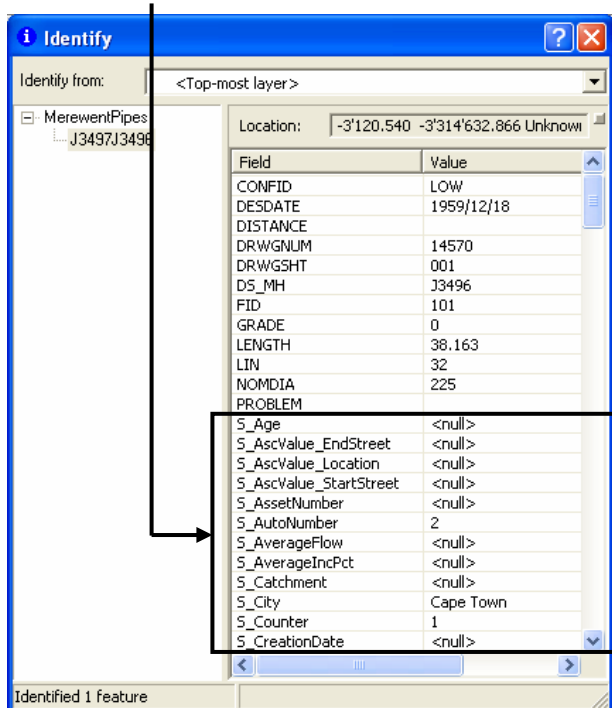 Identify
Identify from: <Top-most layer>
MerewentPipes
J3497J3496
Location: -3'120.540 -3'314'632.866 Unknown
Field Value
CONFID LOW
DESDATE 1959/12/18
DISTANCE
DRWGNUM 14570
DRWGSHT 001
DS_MH J3496
FID 101
GRADE 0
LENGTH 38.163
LIN 32
NOMDIA 225
PROBLEM
S_Age <null>
S_AscValue_EndStreet <null>
S_AscValue_Location <null>
S_AscValue_StartStreet <null>
S_AssetNumber <null>
S_AutoNumber 2
S_AverageFlow <null>
S_AverageIncPct <null>
S_Catchment <null>
S_City Cape Town
S_Counter 1
S_CreationDate <null>
Identified 1 feature